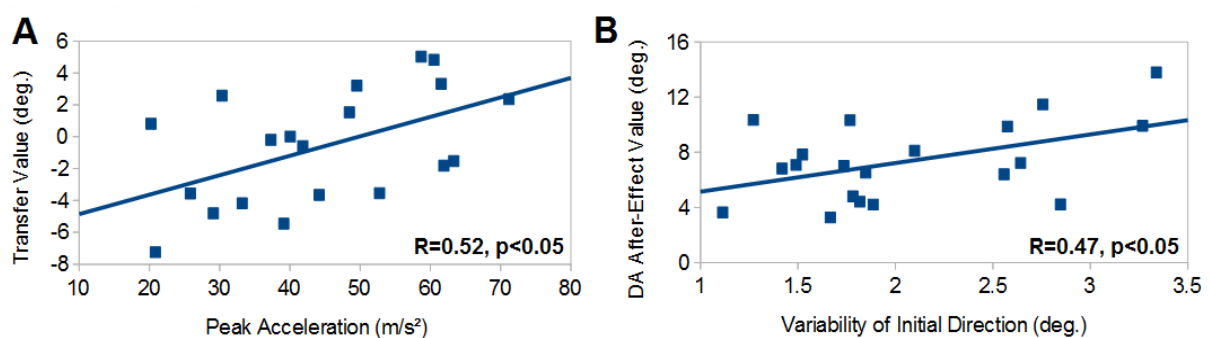 A
Transfer Value (deg.)
6
4
2
0
-2
-4
-6
-8
10 20 30 40 50 60 70 80
Peak Acceleration (m/s²)
R=0.52, p<0.05
B
DA After-Effect Value (deg.)
16
12
8
4
0
1 1.5 2 2.5 3 3.5
Variability of Initial Direction (deg.)
R=0.47, p<0.05